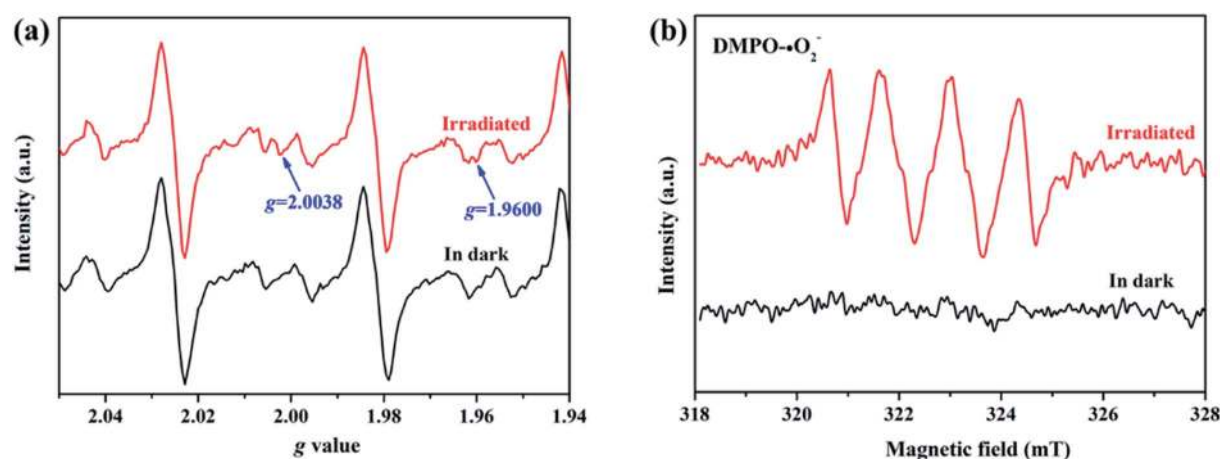 (a)
Irradiated
g=2.0038
g=1.9600
In dark
Intensity (a.u.)
2.04 2.02 2.00 1.98 1.96 1.94
g value
(b)
DMPO-•O₂⁻
Irradiated
In dark
Intensity (a.u.)
318 320 322 324 326 328
Magnetic field (mT)